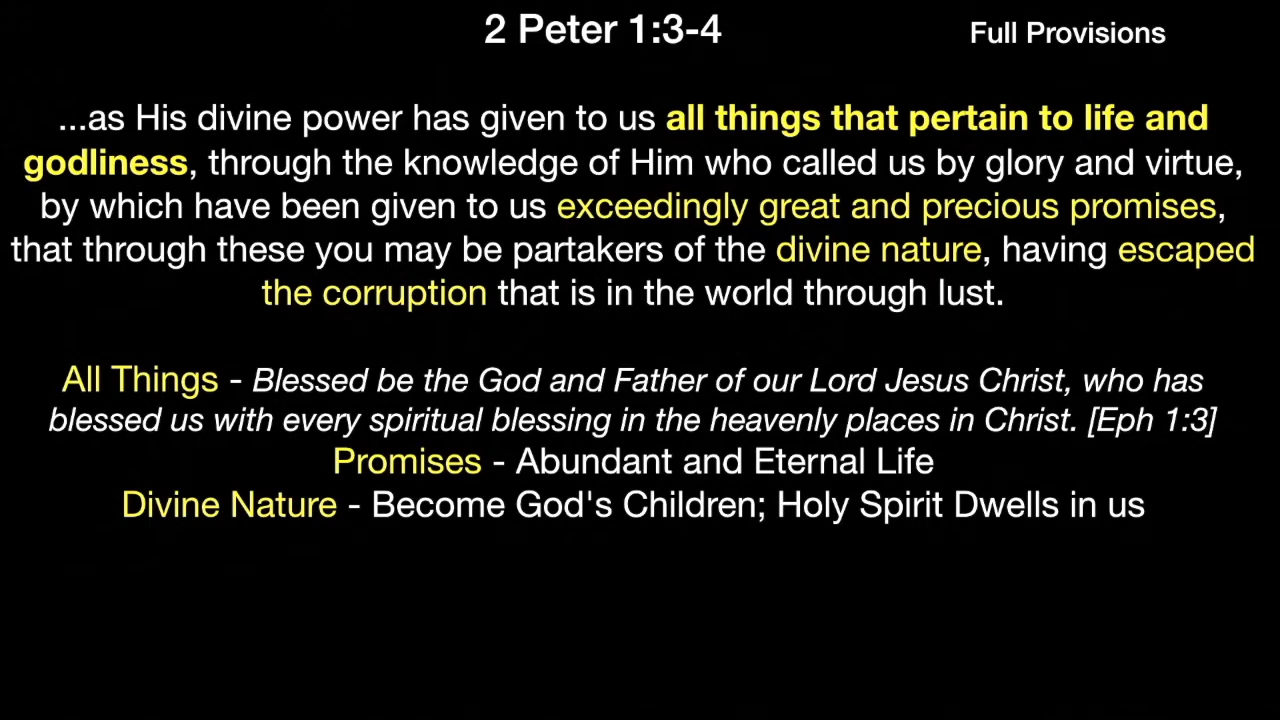 2 Peter 1:3-4
Full Provisions
...as His divine power has given to us all things that pertain to life and
godliness, through the knowledge of Him who called us by glory and virtue,
by which have been given to us exceedingly great and precious promises,
that through these you may be partakers of the divine nature, having escaped
the corruption that is in the world through lust.
All Things - Blessed be the God and Father of our Lord Jesus Christ, who has
blessed us with every spiritual blessing in the heavenly places in Christ. [Eph 1:3]
Promises - Abundant and Eternal Life
Divine Nature - Become God's Children; Holy Spirit Dwells in us